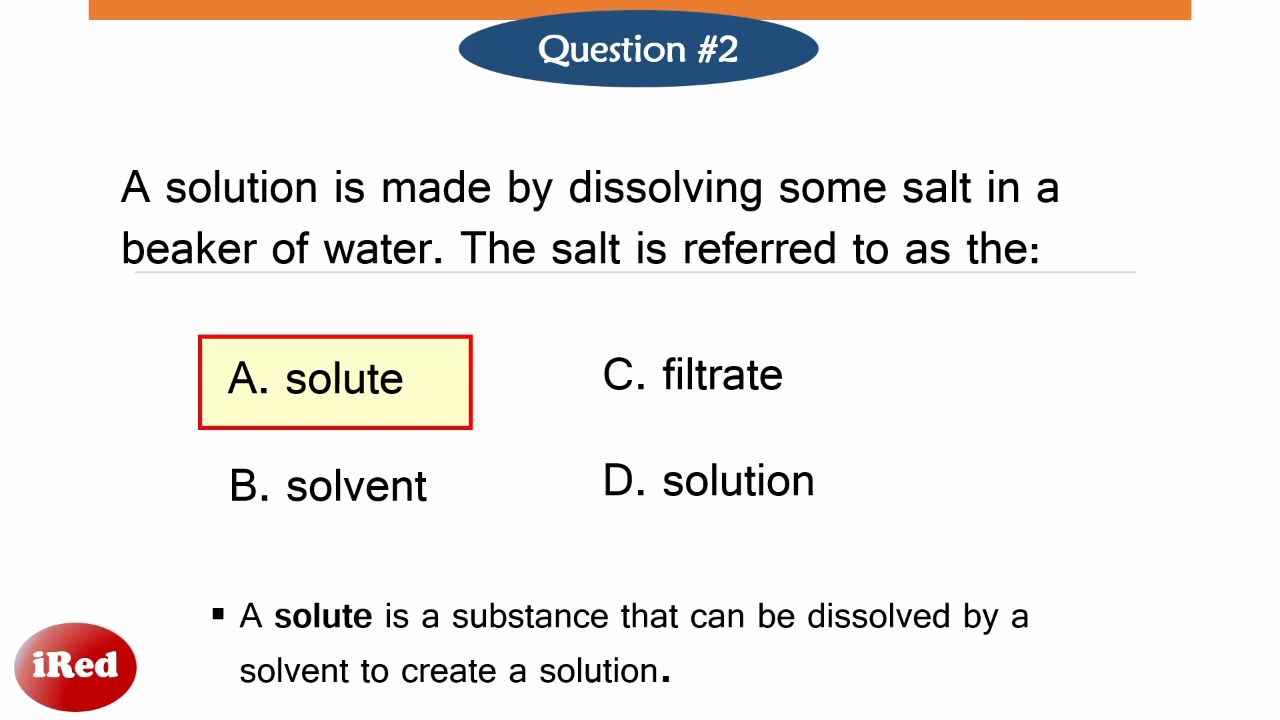 Question #2
A solution is made by dissolving some salt in a
beaker of water. The salt is referred to as the:
A. solute
B. solvent
C. filtrate
D. solution
▪ A solute is a substance that can be dissolved by a
solvent to create a solution.
iRed